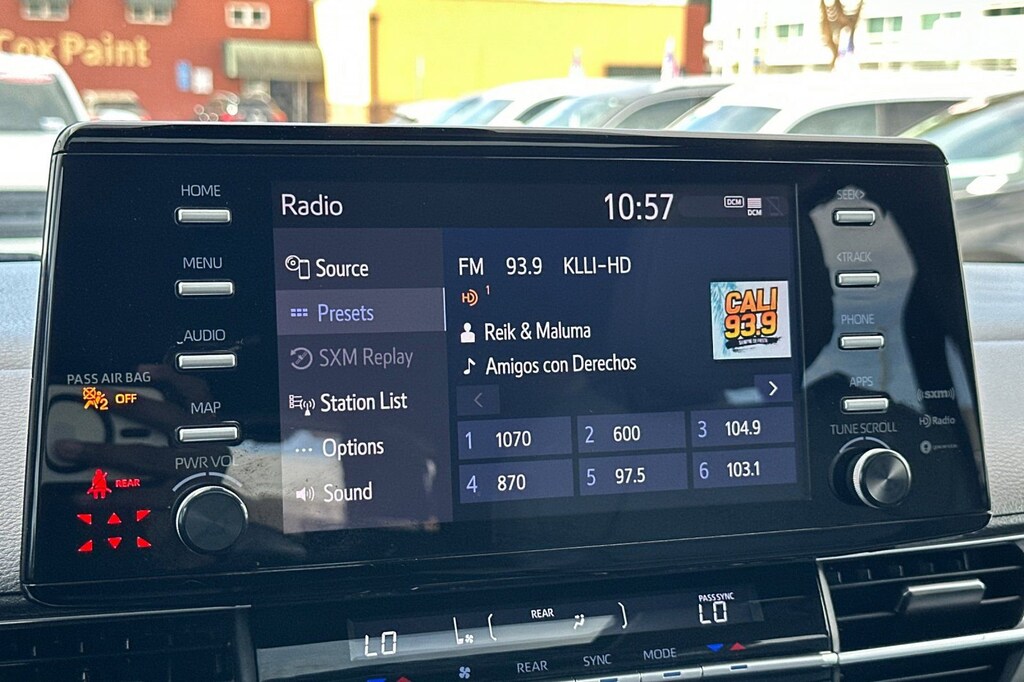 Cox Paint
HOME
MENU
AUDIO
MAP
PWR VOL
PASS AIR BAG
2 OFF
REAR
Radio
10:57
DCM
DCM
Source
Presets
SXM Replay
Station List
Options
Sound
FM 93.9 KLLI-HD
HD 1
Reik & Maluma
Amigos con Derechos
CALI
93.9
1 1070
2 600
3 104.9
4 870
5 97.5
6 103.1
SEEK>
<TRACK
PHONE
APPS
TUNE SCROLL
sxm
HD Radio
LO
REAR
PASS SYNC
LO
REAR
SYNC
MODE